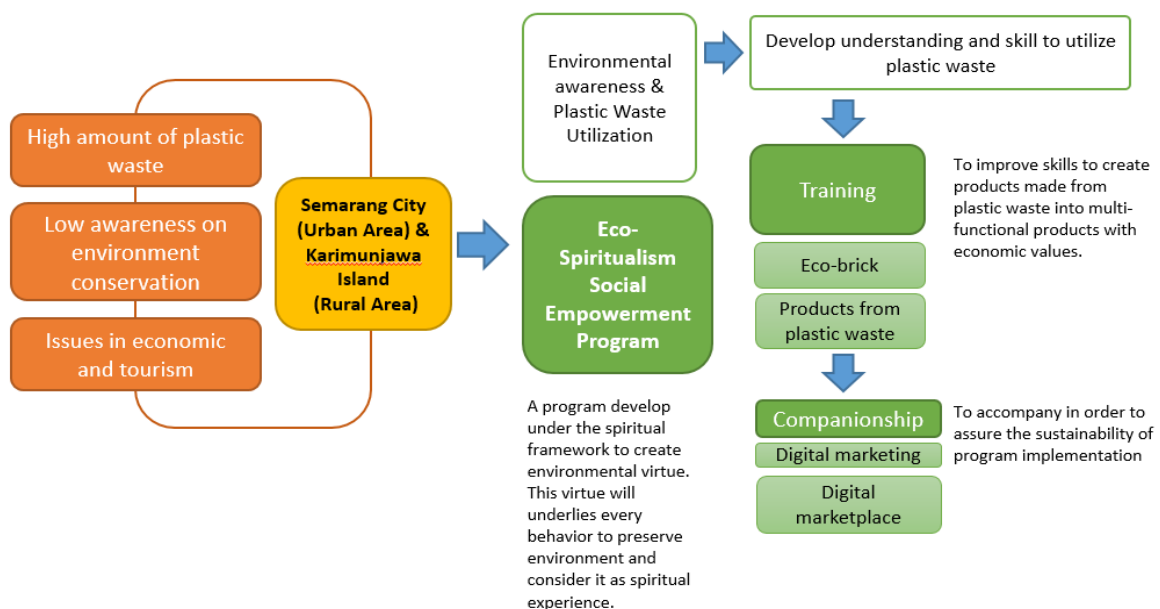 High amount of plastic
waste
Low awareness on
environment
conservation
Issues in economic
and tourism
Semarang City
(Urban Area) &
Karimunjawa
Island
(Rural Area)
Environmental
awareness &
Plastic Waste
Utilization
Eco-
Spiritualism
Social
Empowerment
Program
A program develop
under the spiritual
framework to create
environmental virtue.
This virtue will
underlies every
behavior to preserve
environment and
consider it as spiritual
experience.
Develop understanding and skill to utilize
plastic waste
Training
To improve skills to create
products made from
plastic waste into multi-
functional products with
economic values.
Eco-brick
Products from
plastic waste
Companionship
To accompany in order to
assure the sustainability of
program implementation
Digital marketing
Digital
marketplace